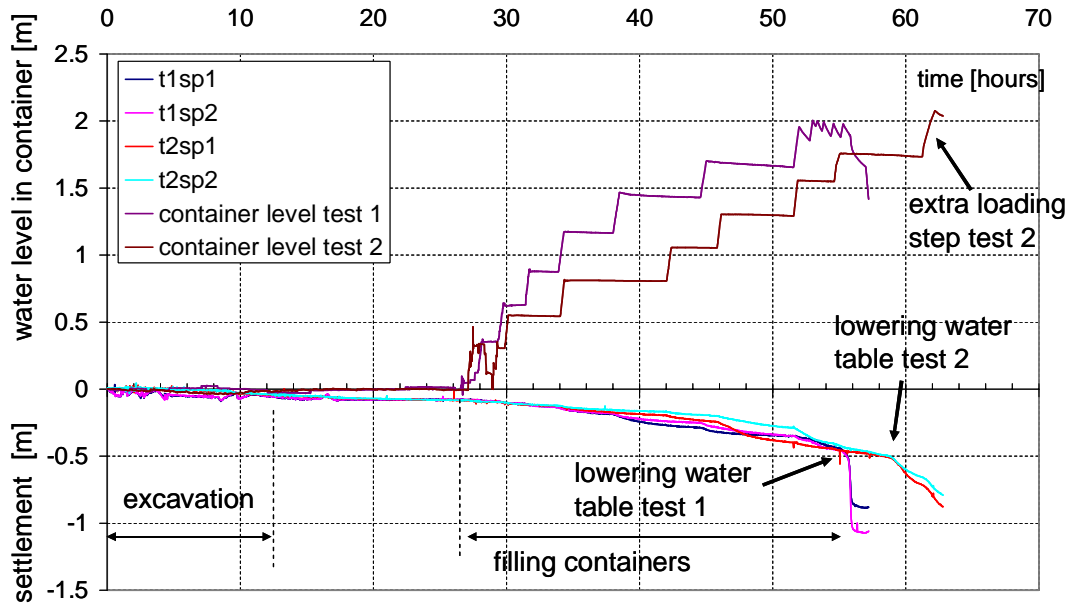 0 10 20 30 40 50 60 70
water level in container [m]
settlement [m]
2.5
2
1.5
1
0.5
0
-0.5
-1
-1.5
t1sp1
t1sp2
t2sp1
t2sp2
container level test 1
container level test 2
time [hours]
extra loading
step test 2
lowering water
table test 2
lowering water
table test 1
excavation
filling containers